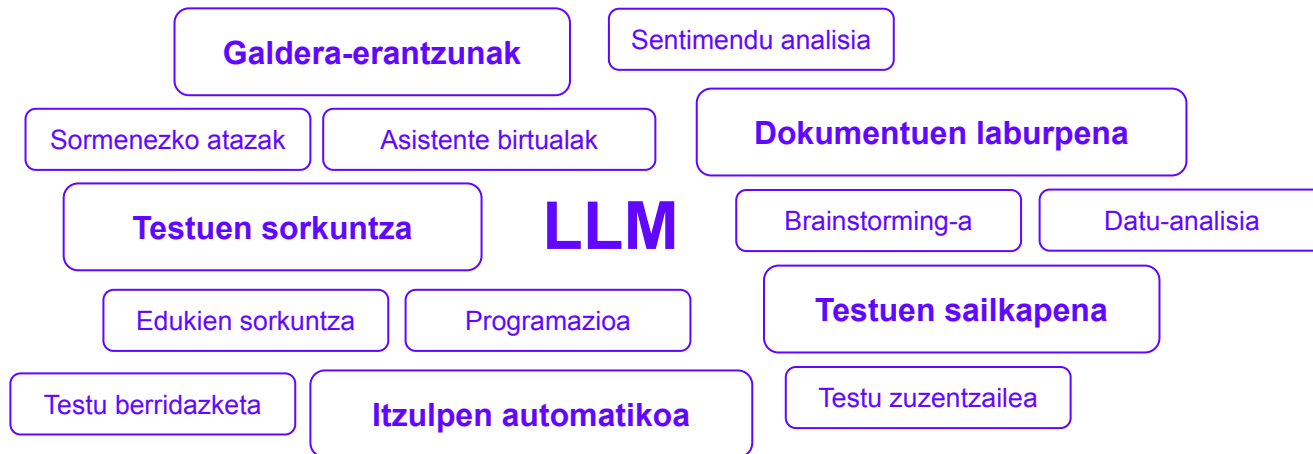 Galdera-erantzunak
Sentimendu analisia
Sormenezko atazak
Asistente birtualak
Dokumentuen laburpena
Testuen sorkuntza
LLM
Brainstorming-a
Datu-analisia
Edukien sorkuntza
Programazioa
Testuen sailkapena
Testu berridazketa
Itzulpen automatikoa
Testu zuzentzailea